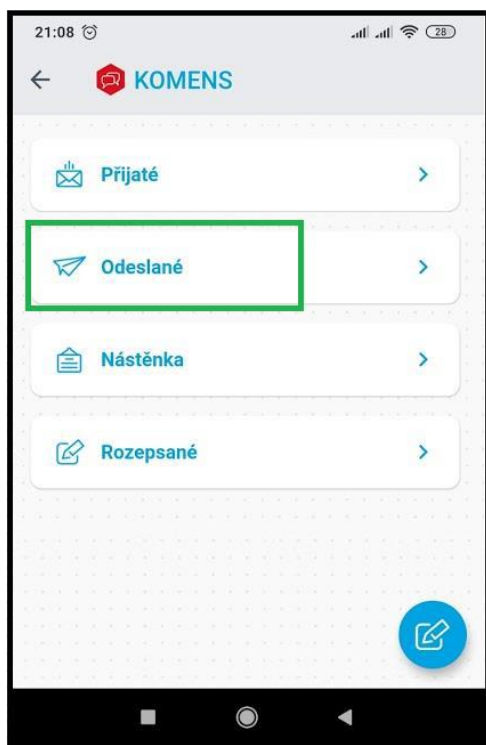 21:08
28
KOMENS
Přijaté
Odeslané
Nástěnka
Rozepsané